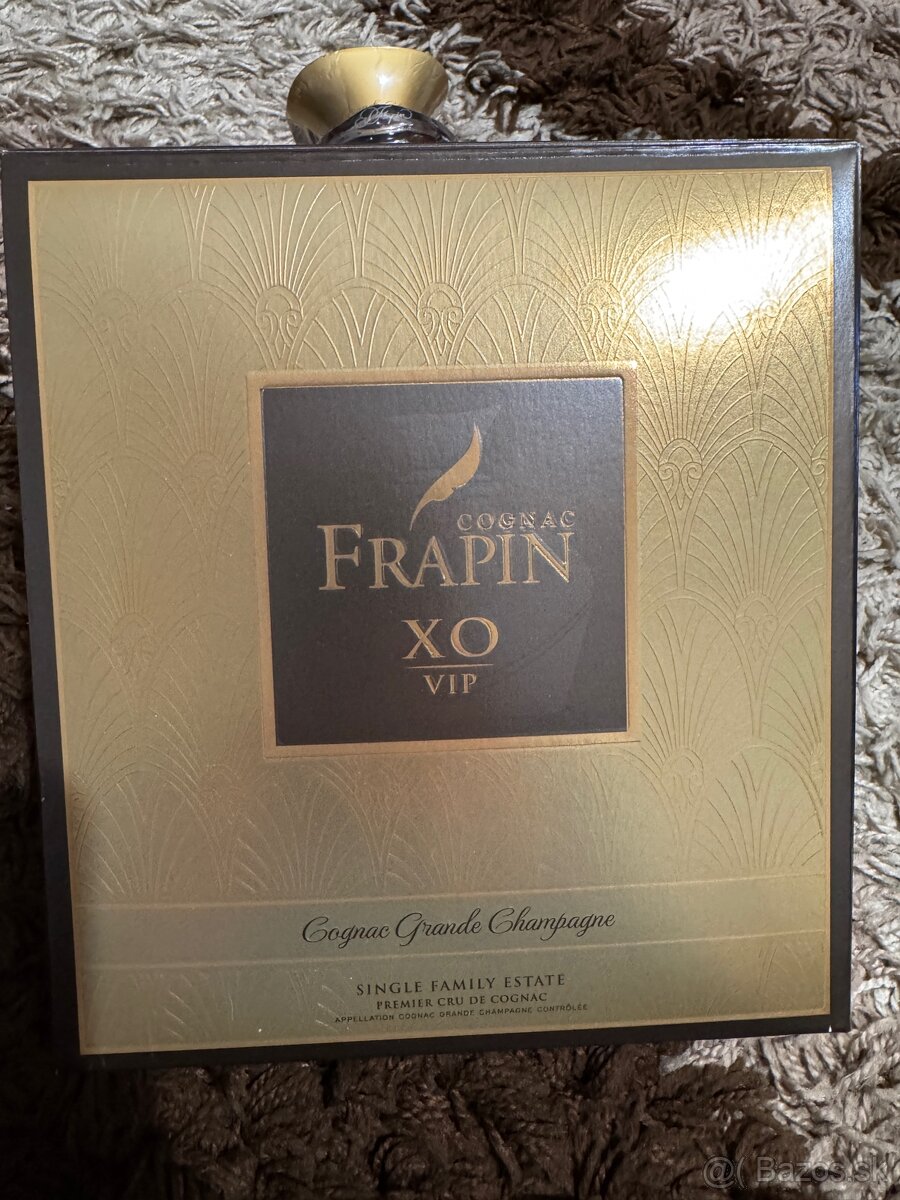 COGNAC
FRAPIN
XO
VIP
Cognac Grande Champagne
SINGLE FAMILY ESTATE
PREMIER CRU DE COGNAC
APPELLATION COGNAC GRANDE CHAMPAGNE CONTRÔLÉE
@( Bazos.sk